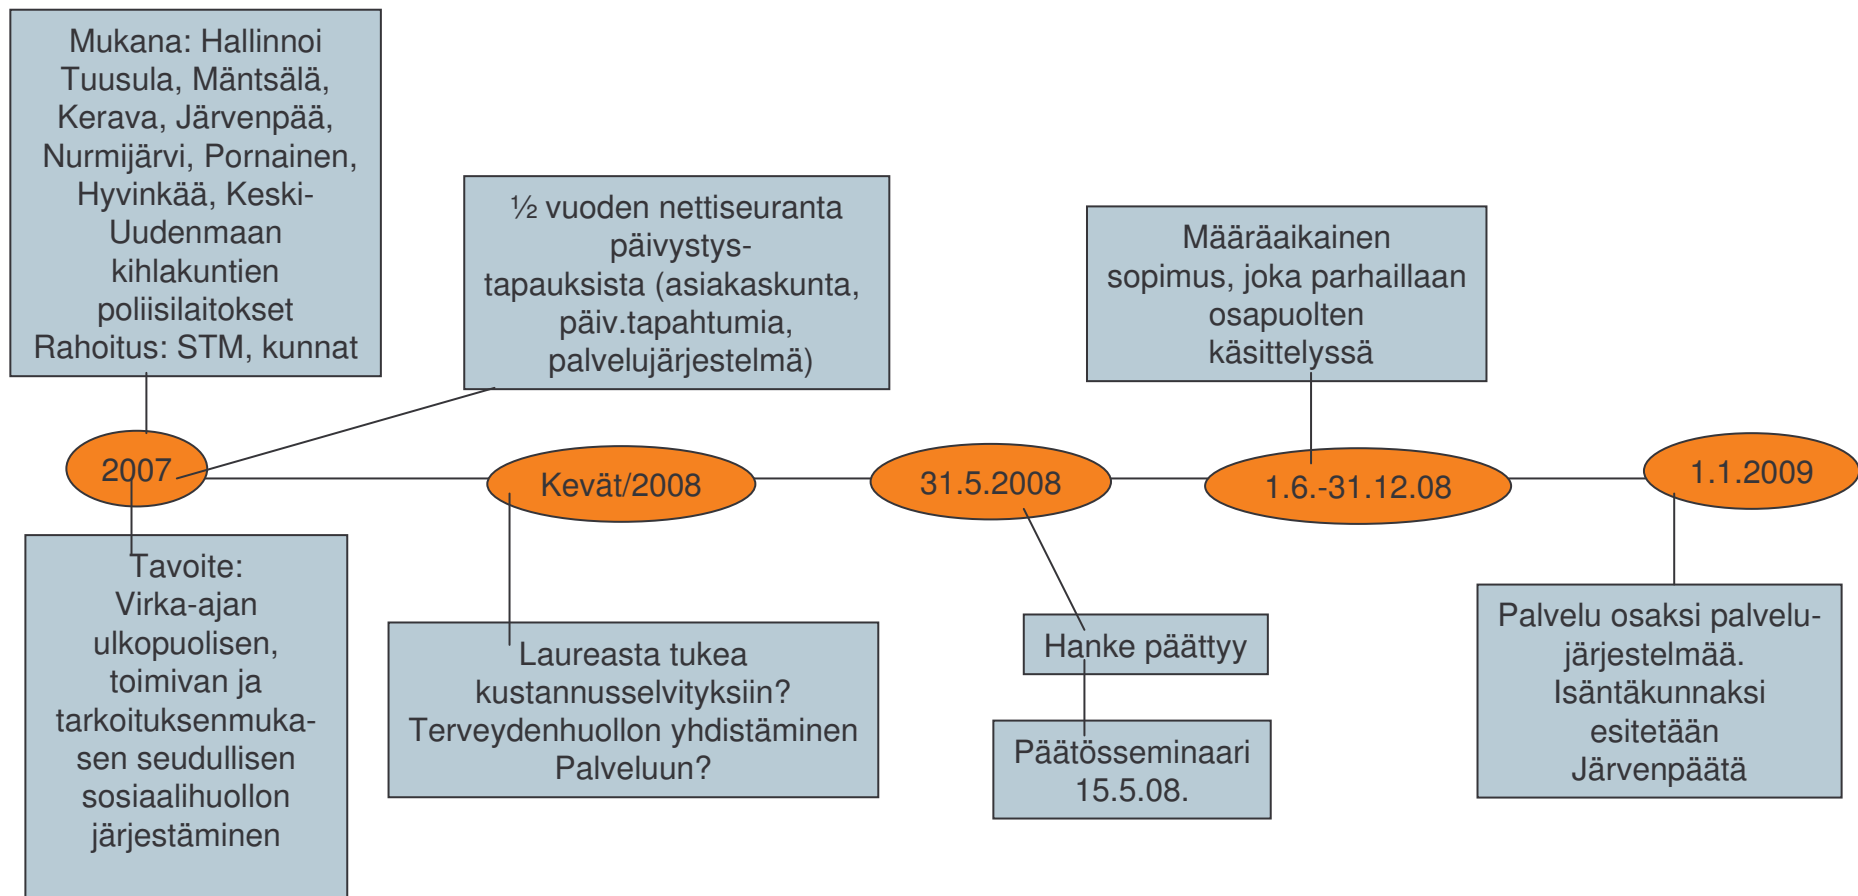 Mukana: Hallinnoi
Tuusula, Mäntsälä,
Kerava, Järvenpää,
Nurmijärvi, Pornainen,
Hyvinkää, Keski-
Uudenmaan
kihlakuntien
poliisilaitokset
Rahoitus: STM, kunnat
½ vuoden nettiseuranta
päivystys-
tapauksista (asiakaskunta,
päiv.tapahtumia,
palvelujärjestelmä)
Määräaikainen
sopimus, joka parhaillaan
osapuolten
käsittelyssä
2007
Kevät/2008
31.5.2008
1.6.-31.12.08
1.1.2009
Tavoite:
Virka-ajan
ulkopuolisen,
toimivan ja
tarkoituksenmuka-
sen seudullisen
sosiaalihuollon
järjestäminen
Laureasta tukea
kustannusselvityksiin?
Terveydenhuollon yhdistäminen
Palveluun?
Hanke päättyy
Päätösseminaari
15.5.08.
Palvelu osaksi palvelu-
järjestelmää.
Isäntäkunnaksi
esitetään
Järvenpäätä